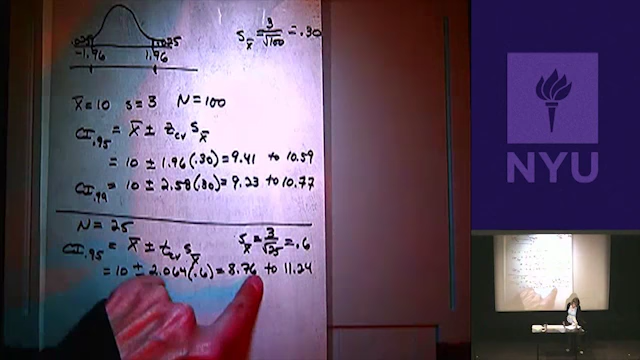 .025 .025
-1.96 1.96
s_x̄ = 3/√100 = .30
x̄ = 10 s = 3 N = 100
CI.95 = x̄ ± z_cv s_x̄
= 10 ± 1.96 (.30) = 9.41 to 10.59
CI.99 = 10 ± 2.58 (.30) = 9.23 to 10.77
N = 25
CI.95 = x̄ ± t_cv s_x̄ s_x̄ = 3/√25 = .6
= 10 ± 2.064 (.6) = 8.76 to 11.24
NYU